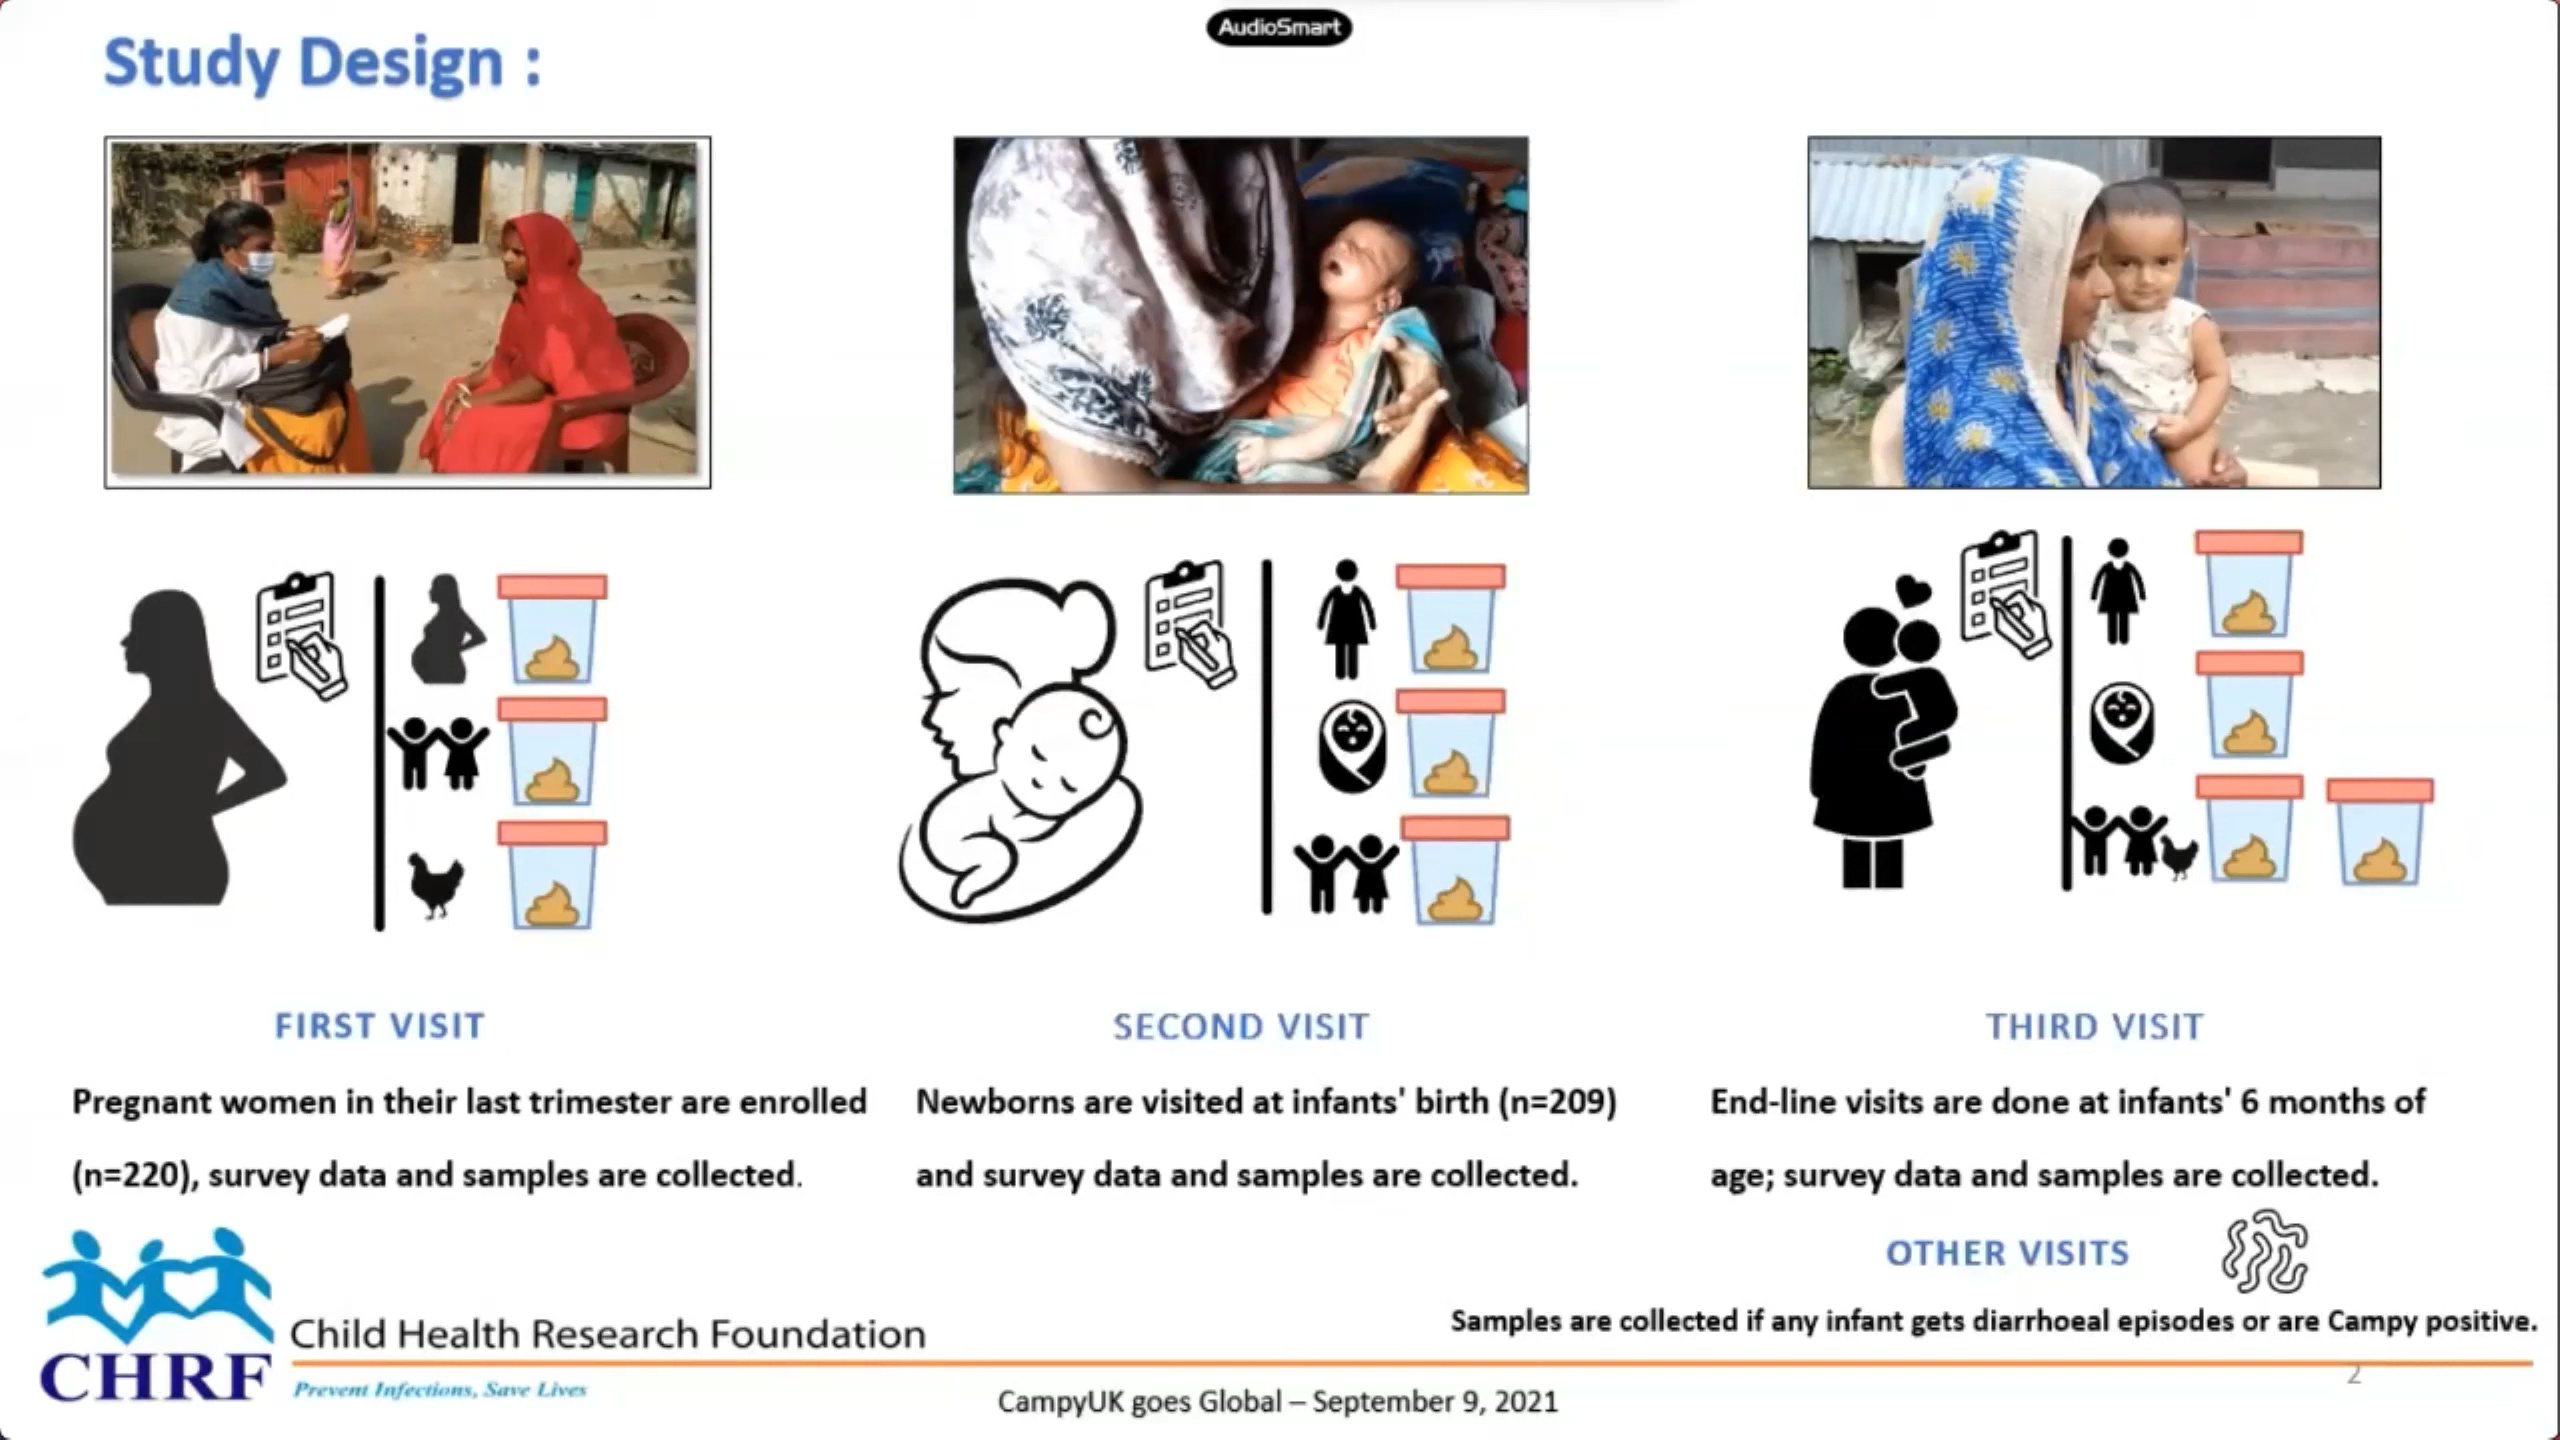 AudioSmart
Study Design :
FIRST VISIT
Pregnant women in their last trimester are enrolled
(n=220), survey data and samples are collected.
SECOND VISIT
Newborns are visited at infants' birth (n=209)
and survey data and samples are collected.
THIRD VISIT
End-line visits are done at infants' 6 months of
age; survey data and samples are collected.
OTHER VISITS
Samples are collected if any infant gets diarrhoeal episodes or are Campy positive.
CHRF
Child Health Research Foundation
Prevent Infections, Save Lives
CampyUK goes Global – September 9, 2021
2